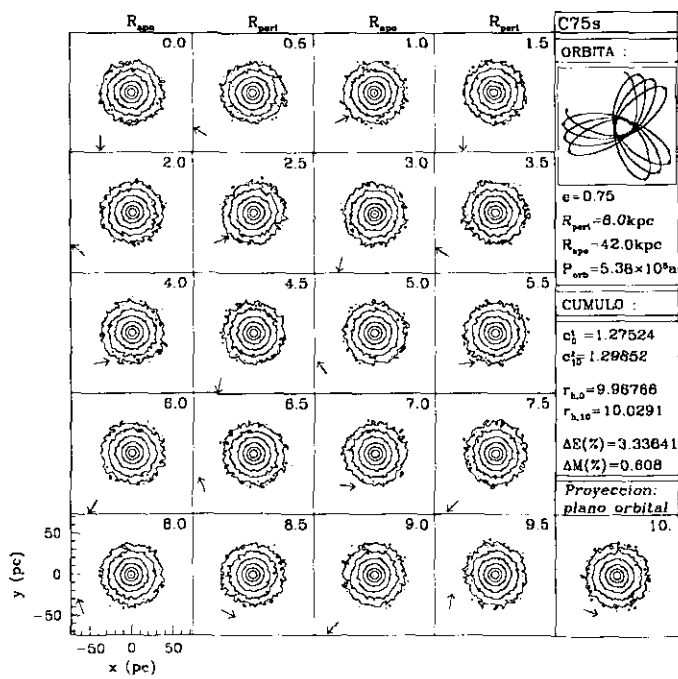 R_apo R_peri R_apo R_peri
C75s
0.0 0.5 1.0 1.5
ORBITA :
2.0 2.5 3.0 3.5
e=0.75
R_peri=6.0kpc
R_apo=42.0kpc
P_orb=5.38×10⁸a
4.0 4.5 5.0 5.5
CUMULO :
=1.27524
=1.29852
r_h,0=9.96766
r_h,10=10.0291
ΔE(%)=3.33641
ΔM(%)=0.608
6.0 6.5 7.0 7.5
Proyeccion:
plano orbital
8.0 8.5 9.0 9.5 10.
50
0
−50
y (pc)
−50 0 50
x (pc)